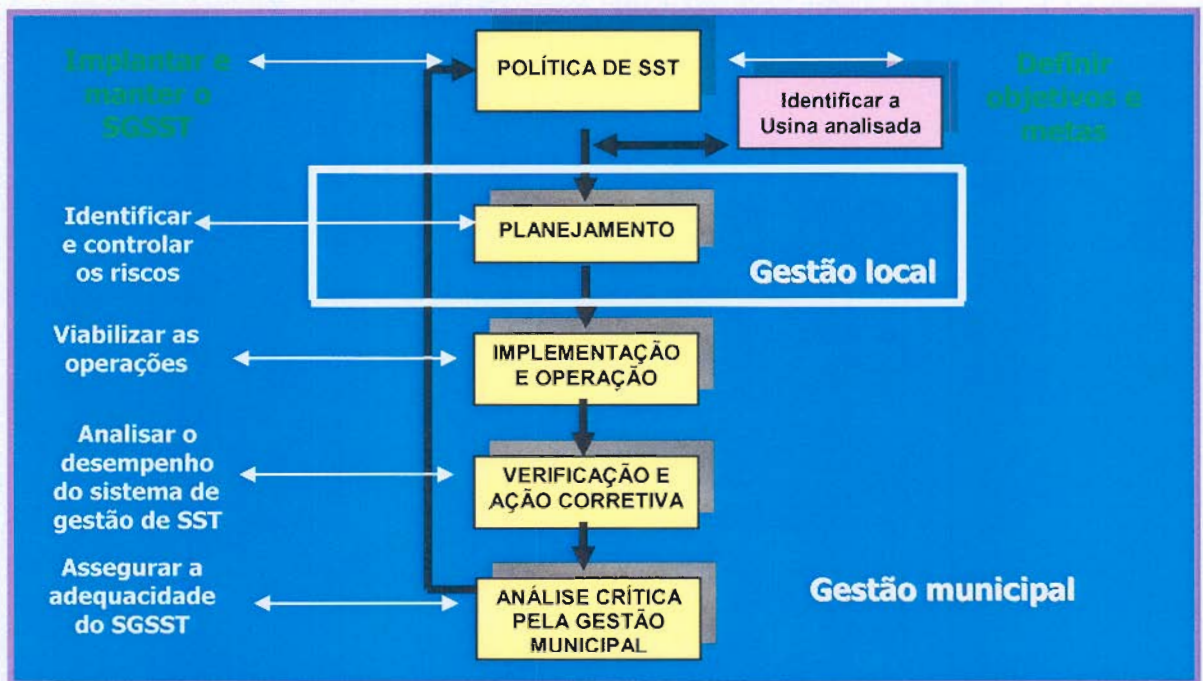 Implantar e
manter o
SGSST
POLÍTICA DE SST
Definir
objetivos e
metas
Identificar a
Usina analisada
Identificar
e controlar
os riscos
PLANEJAMENTO
Gestão local
Viabilizar as
operações
IMPLEMENTAÇÃO
E OPERAÇÃO
Analisar o
desempenho
do sistema de
gestão de SST
VERIFICAÇÃO E
AÇÃO CORRETIVA
Assegurar a
adequacidade
do SGSST
ANÁLISE CRÍTICA
PELA GESTÃO
MUNICIPAL
Gestão municipal